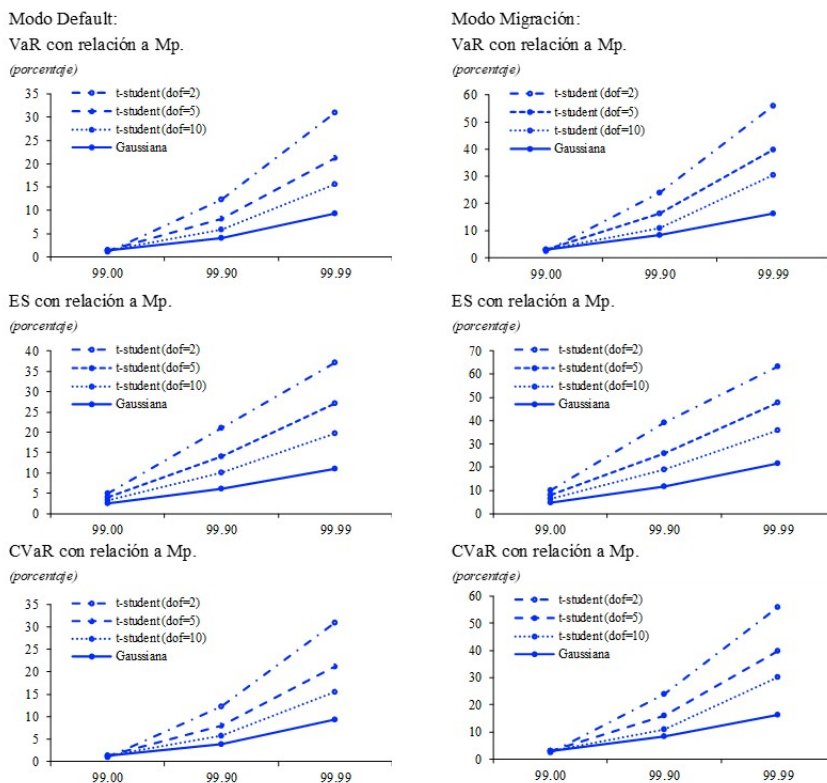 Modo Default:
VaR con relación a Mp.
(porcentaje)
35
30
25
20
15
10
5
0
t-student (dof=2)
t-student (dof=5)
t-student (dof=10)
Gaussiana
99.00 99.90 99.99
Modo Migración:
VaR con relación a Mp.
(porcentaje)
60
50
40
30
20
10
0
t-student (dof=2)
t-student (dof=5)
t-student (dof=10)
Gaussiana
99.00 99.90 99.99
ES con relación a Mp.
(porcentaje)
40
35
30
25
20
15
10
5
0
t-student (dof=2)
t-student (dof=5)
t-student (dof=10)
Gaussiana
99.00 99.90 99.99
ES con relación a Mp.
(porcentaje)
70
60
50
40
30
20
10
0
t-student (dof=2)
t-student (dof=5)
t-student (dof=10)
Gaussiana
99.00 99.90 99.99
CVaR con relación a Mp.
(porcentaje)
35
30
25
20
15
10
5
0
t-student (dof=2)
t-student (dof=5)
t-student (dof=10)
Gaussiana
99.00 99.90 99.99
CVaR con relación a Mp.
(porcentaje)
60
50
40
30
20
10
0
t-student (dof=2)
t-student (dof=5)
t-student (dof=10)
Gaussiana
99.00 99.90 99.99